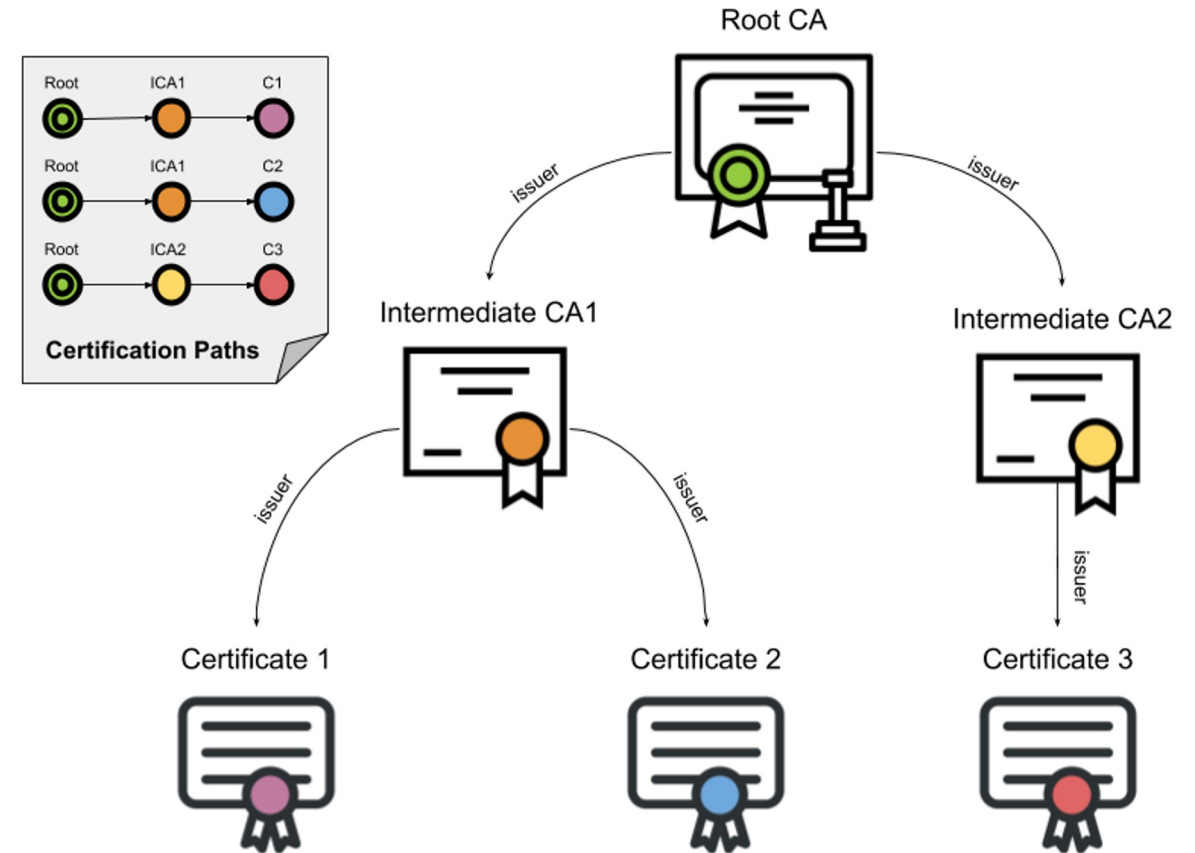 Root CA
Root ICA1 C1
Root ICA1 C2
Root ICA2 C3
Certification Paths
issuer
issuer
Intermediate CA1
Intermediate CA2
issuer
issuer
issuer
Certificate 1
Certificate 2
Certificate 3